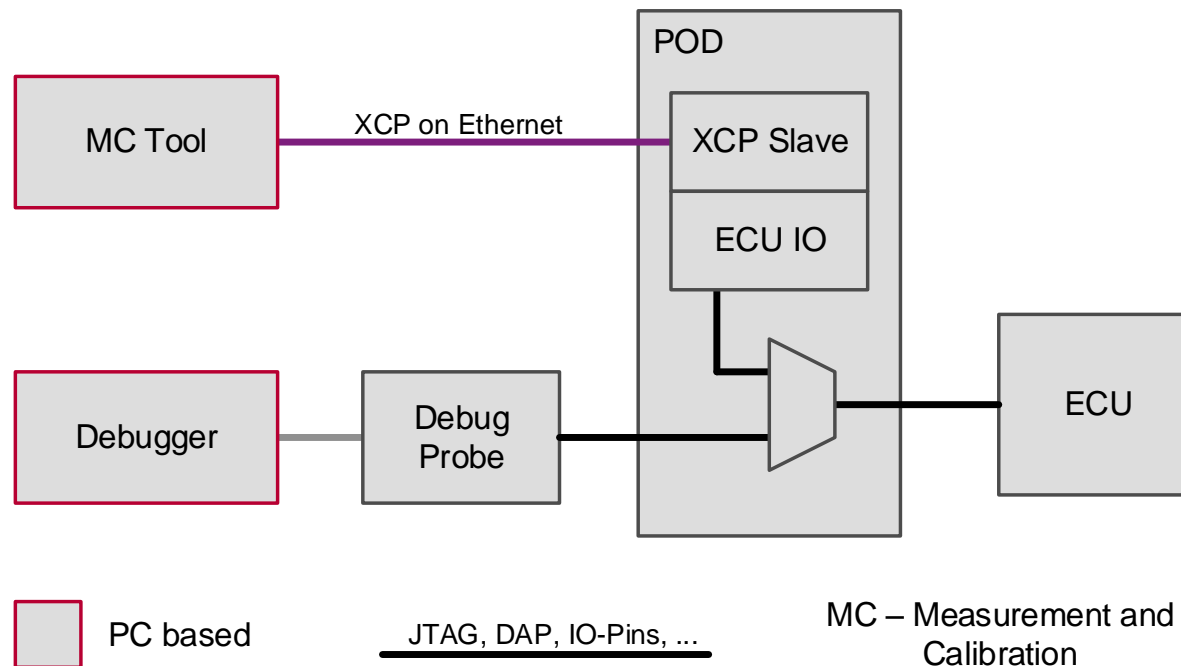 POD
MC Tool
XCP on Ethernet
XCP Slave
ECU IO
Debugger
Debug
Probe
ECU
PC based
JTAG, DAP, IO-Pins, ...
MC – Measurement and
Calibration